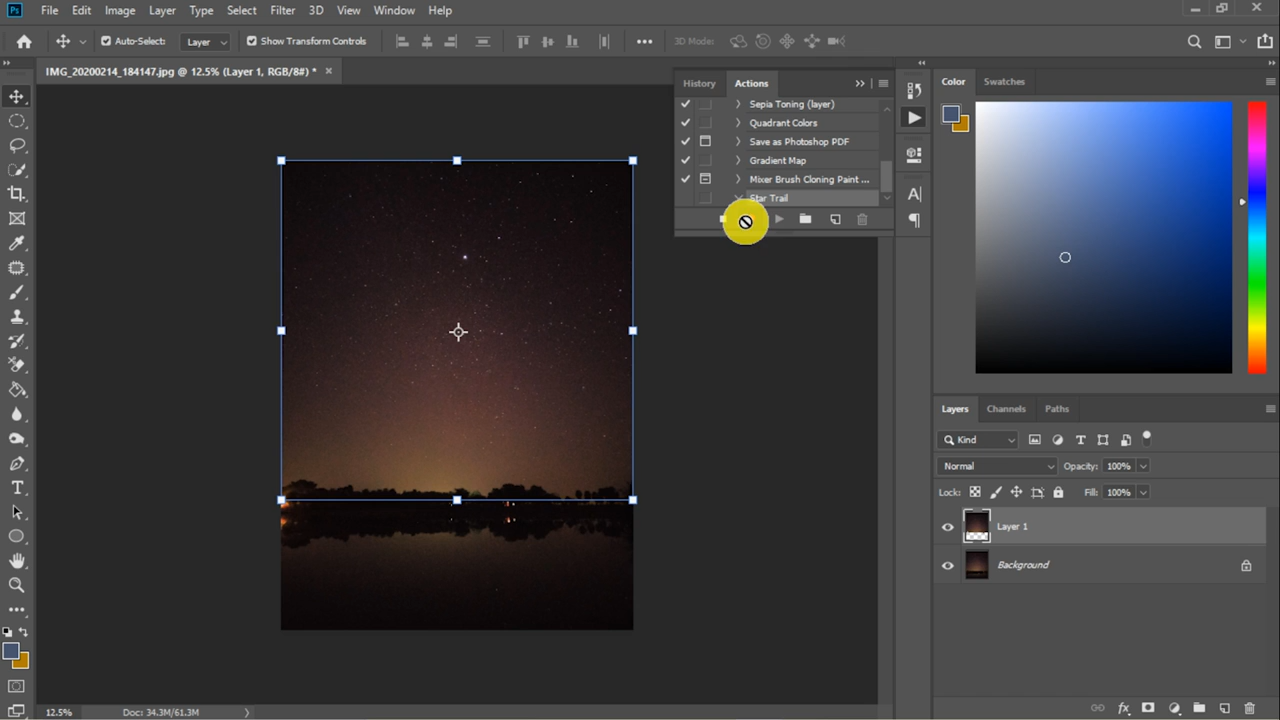 Ps File Edit Image Layer Type Select Filter 3D View Window Help
Auto-Select: Layer Show Transform Controls 3D Mode:
IMG_20200214_184147.jpg @ 12.5% (Layer 1, RGB/8#) *
History Actions
Sepia Toning (layer)
Quadrant Colors
Save as Photoshop PDF
Gradient Map
Mixer Brush Cloning Paint ...
Star Trail
Color Swatches
Layers Channels Paths
Kind
Normal Opacity: 100%
Lock: Fill: 100%
Layer 1
Background
12.5% Doc: 34.3M/61.3M